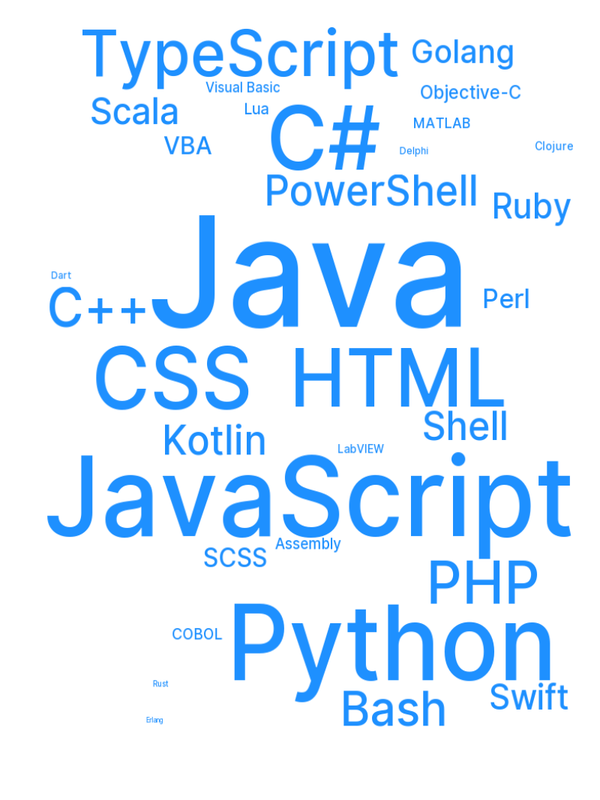 TypeScript
Golang
Visual Basic
Objective-C
Scala
Lua
C#
MATLAB
VBA
Delphi
Clojure
PowerShell
Ruby
Java
Dart
C++
Perl
CSS
HTML
Shell
Kotlin
LabVIEW
JavaScript
Assembly
SCSS
PHP
Python
COBOL
Rust
Swift
Bash
Erlang